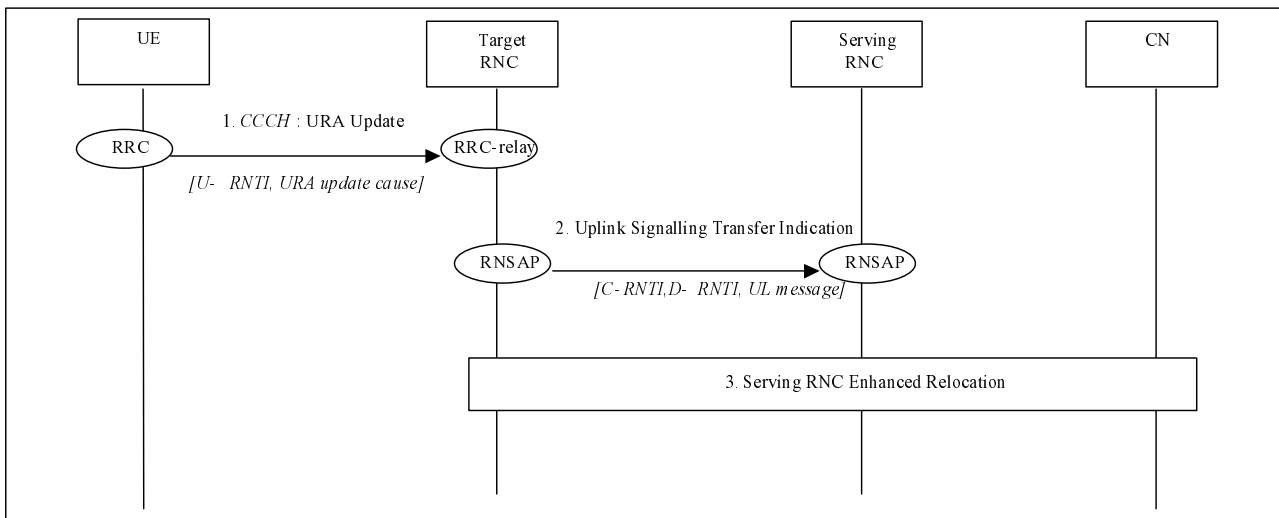 UE
Target
RNC
Serving
RNC
CN
1. CCCH : URA Update
RRC
RRC-relay
[U- RNTI, URA update cause]
2. Uplink Signalling Transfer Indication
RNSAP
RNSAP
[C-RNTI,D- RNTI, UL message]
3. Serving RNC Enhanced Relocation